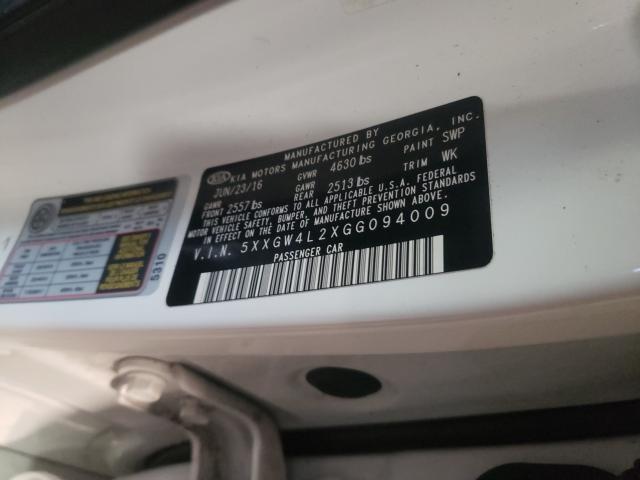 MANUFACTURED BY
KIA KIA MOTORS MANUFACTURING GEORGIA, INC.
JUN/23/16 GVWR 4630 lbs PAINT SWP
GAWR FRONT 2557 lbs GAWR REAR 2513 lbs TRIM WK
THIS VEHICLE CONFORMS TO ALL APPLICABLE U.S.A. FEDERAL
MOTOR VEHICLE SAFETY, BUMPER, AND THEFT PREVENTION STANDARDS
IN EFFECT ON THE DATE OF MANUFACTURE SHOWN ABOVE.
V.I.N. 5XXGW4L2XGG094009
PASSENGER CAR
5310